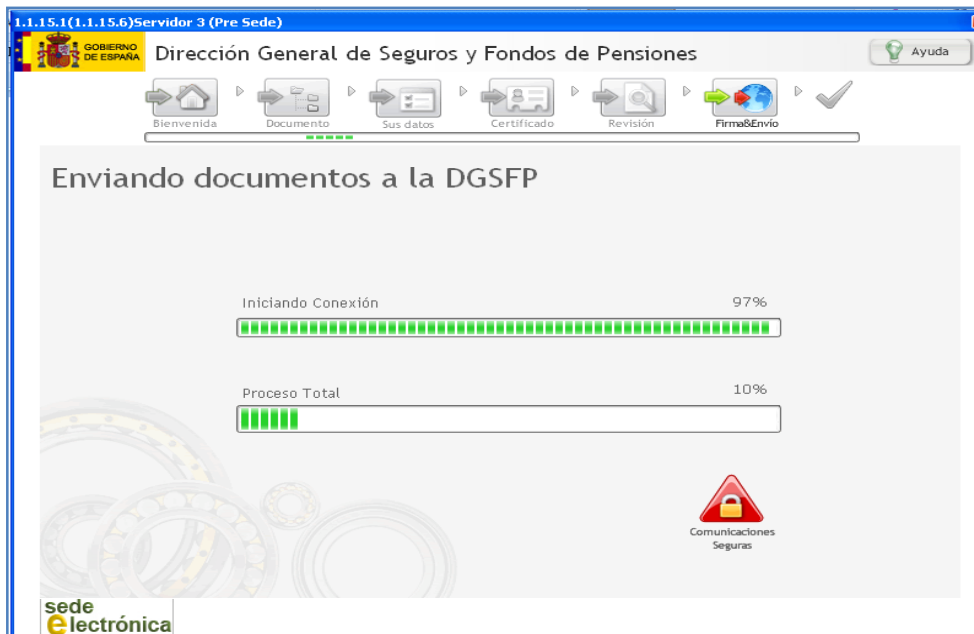 1.1.15.1(1.1.15.6)Servidor 3 (Pre Sede)
GOBIERNO
DE ESPAÑA
Dirección General de Seguros y Fondos de Pensiones
Ayuda
Bienvenida
Documento
Sus datos
Certificado
Revisión
Firma&Envío
Enviando documentos a la DGSFP
Iniciando Conexión
97%
Proceso Total
10%
Comunicaciones
Seguras
sede
electrónica